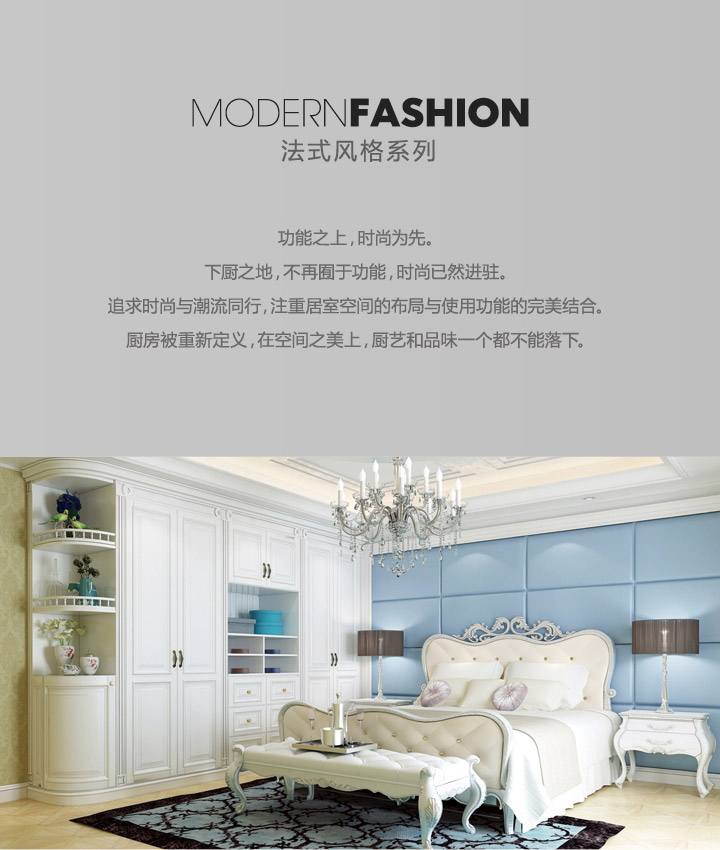 MODERNFASHION
法式风格系列
功能之上,时尚为先。
下厨之地,不再囿于功能,时尚已然进驻。
追求时尚与潮流同行,注重居室空间的布局与使用功能的完美结合。
厨房被重新定义,在空间之美上,厨艺和品味一个都不能落下。